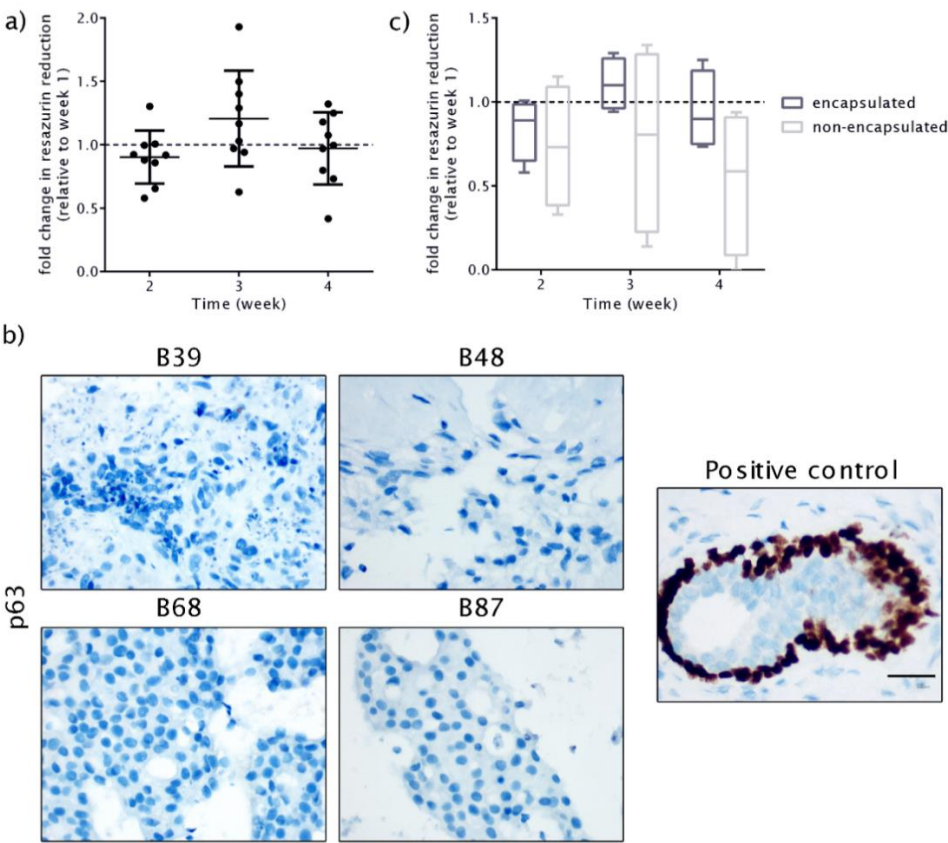 a)
fold change in resazurin reduction
(relative to week 1)
2.0
1.5
1.0
0.5
0.0
2 3 4
Time (week)
c)
fold change in resazurin reduction
(relative to week 1)
1.5
1.0
0.5
0.0
2 3 4
Time (week)
encapsulated
non-encapsulated
b)
B39 B48
Positive control
p63
B68 B87